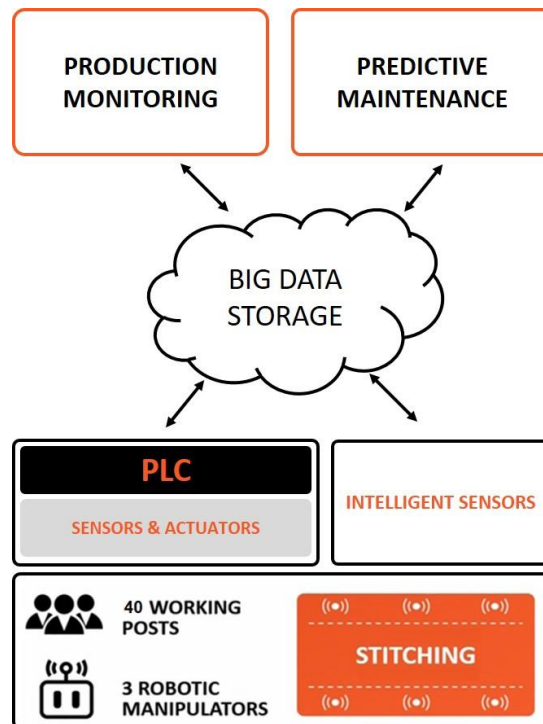 PRODUCTION
MONITORING
PREDICTIVE
MAINTENANCE
BIG DATA
STORAGE
PLC
SENSORS & ACTUATORS
INTELLIGENT SENSORS
40 WORKING
POSTS
3 ROBOTIC
MANIPULATORS
STITCHING